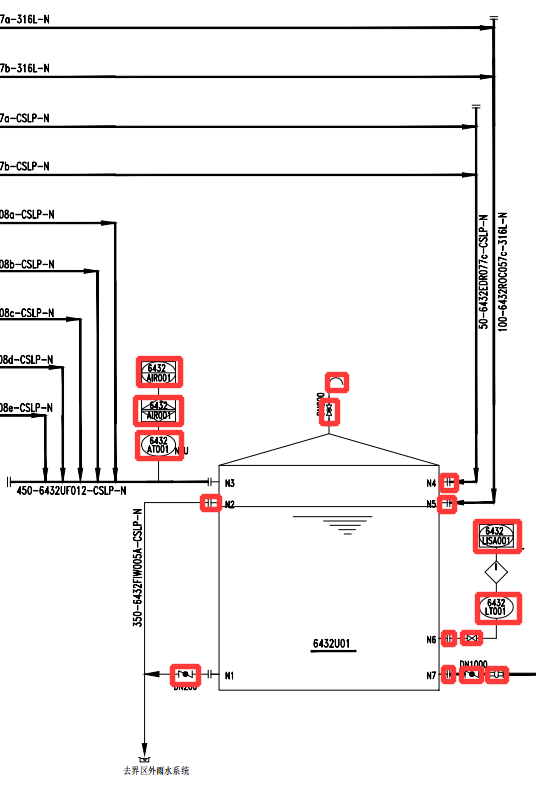 7a-316L-N
7b-316L-N
7a-CSLP-N
7b-CSLP-N
08a-CSLP-N
08b-CSLP-N
08c-CSLP-N
08d-CSLP-N
08e-CSLP-N
50-6432EDR077c-CSLP-N
100-6432ROC057c-316L-N
6432
AIR001
6432
AIR001
6432
AT001
450-6432UF012-CSLP-N
350-6432FIW005A-CSLP-N
N3
N2
N4
N5
6432
LISA001
6432
LT001
6432U01
N6
N1
N7
DN1000
DN200
去界区外雨水系统